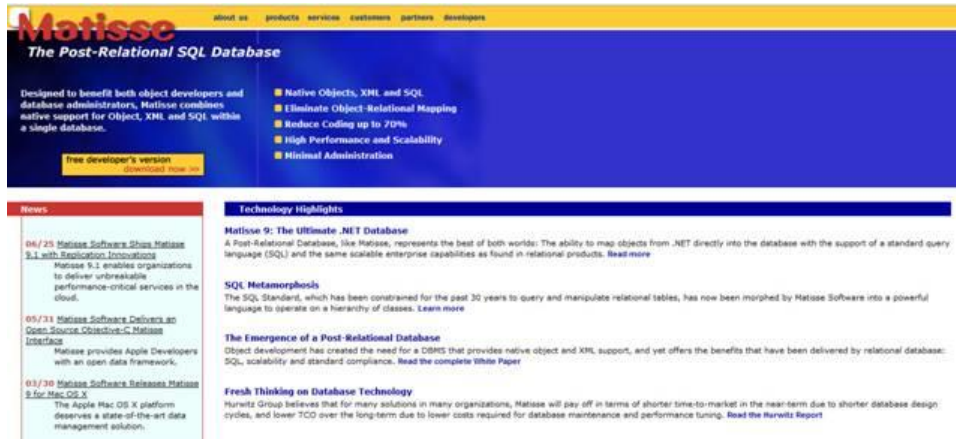 Matisse
about us products services customers partners developers
The Post-Relational SQL Database
Designed to benefit both object developers and
database administrators, Matisse combines
native support for Object, XML and SQL within
a single database.
free developer's version
download now >>
Native Objects, XML and SQL
Eliminate Object-Relational Mapping
Reduce Coding up to 70%
High Performance and Scalability
Minimal Administration
News
06/25 Matisse Software Ships Matisse
9.1 with Replication Innovations
Matisse 9.1 enables organizations
to deliver unbreakable
performance-critical services in the
cloud.
05/31 Matisse Software Delivers an
Open Source Objective-C Matisse
Interface
Matisse provides Apple Developers
with an open data framework.
03/30 Matisse Software Releases Matisse
9 for Mac OS X
The Apple Mac OS X platform
deserves a state-of-the-art data
management solution.
Technology Highlights
Matisse 9: The Ultimate .NET Database
A Post-Relational Database, like Matisse, represents the best of both worlds: The ability to map objects from .NET directly into the database with the support of a standard query
language (SQL) and the same scalable enterprise capabilities as found in relational products. Read more
SQL Metamorphosis
The SQL Standard, which has been constrained for the past 30 years to query and manipulate relational tables, has now been morphed by Matisse Software into a powerful
language to operate on a hierarchy of classes. Learn more
The Emergence of a Post-Relational Database
Object development has created the need for a DBMS that provides native object and XML support, and yet offers the benefits that have been delivered by relational database:
SQL, scalability and standard compliance. Read the complete White Paper
Fresh Thinking on Database Technology
Hurwitz Group believes that for many solutions in many organizations, Matisse will pay off in terms of shorter time-to-market in the near-term due to shorter database design
cycles, and lower TCO over the long-term due to lower costs required for database maintenance and performance tuning. Read the Hurwitz Report